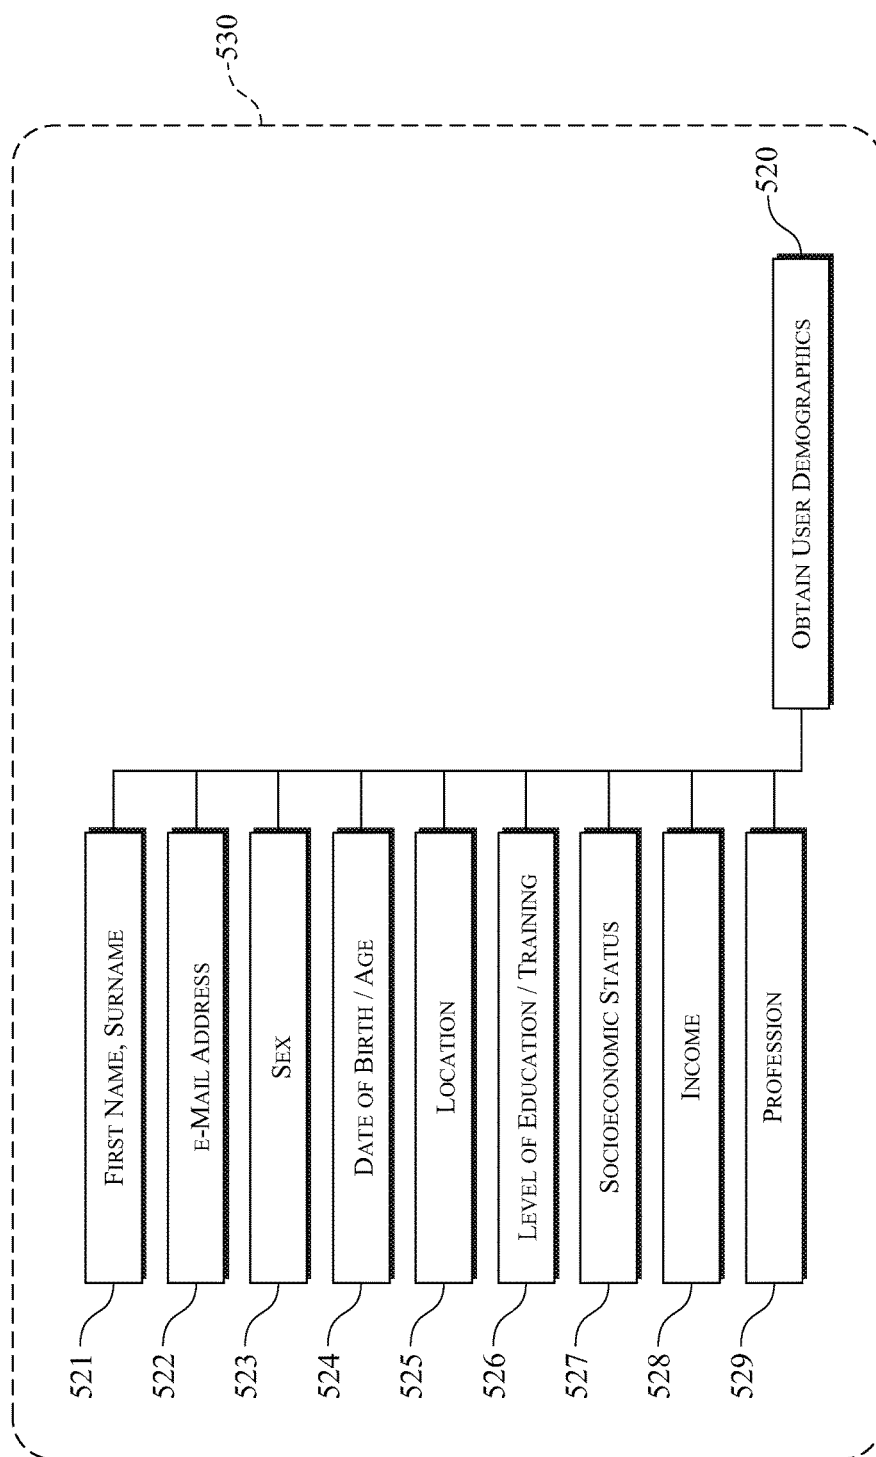 530
520
OBTAIN USER DEMOGRAPHICS
521
FIRST NAME, SURNAME
522
E-MAIL ADDRESS
523
SEX
524
DATE OF BIRTH / AGE
525
LOCATION
526
LEVEL OF EDUCATION / TRAINING
527
SOCIOECONOMIC STATUS
528
INCOME
529
PROFESSION